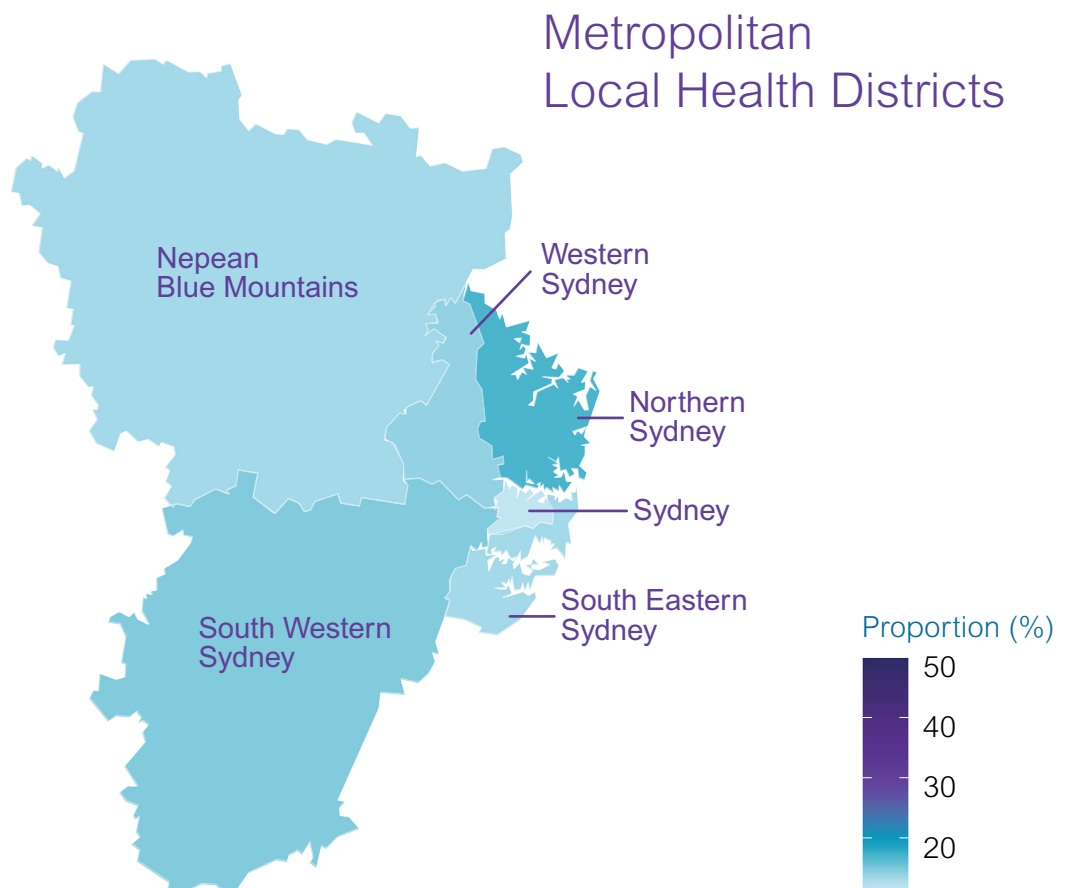 Metropolitan
Local Health Districts
Nepean
Blue Mountains
Western
Sydney
Northern
Sydney
Sydney
South Eastern
Sydney
South Western
Sydney
Proportion (%)
50
40
30
20